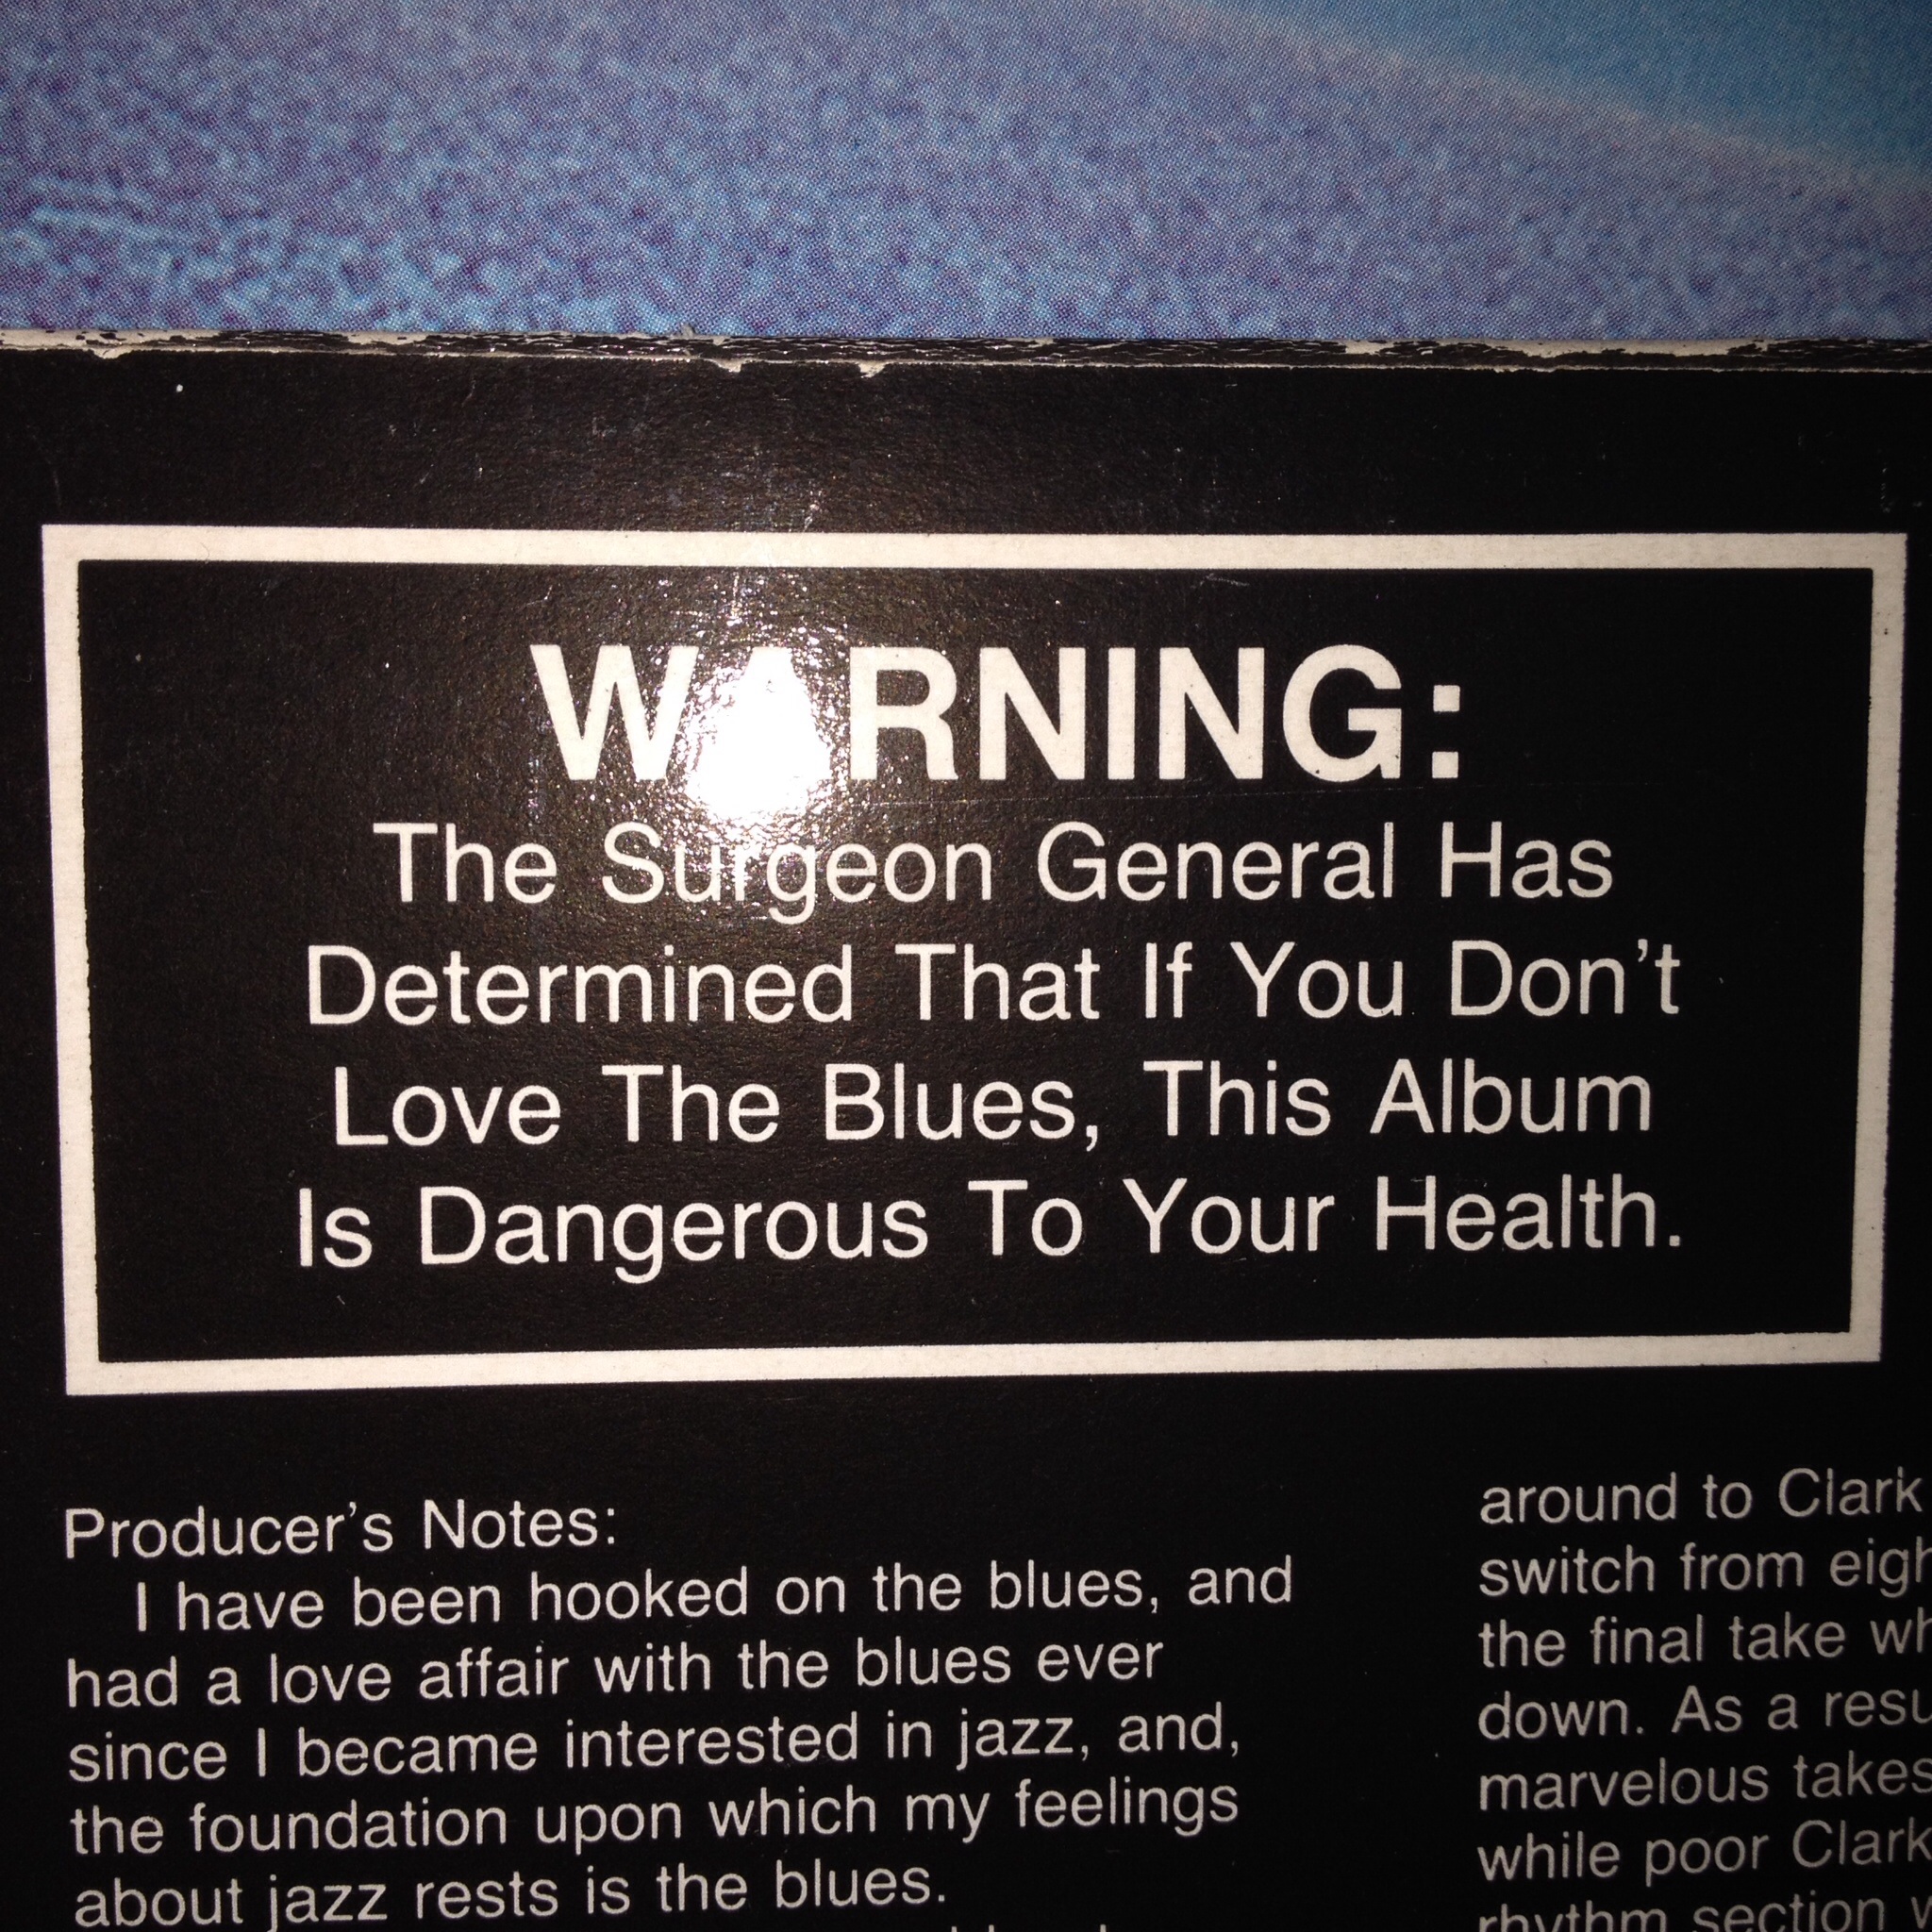 WARNING:
The Surgeon General Has
Determined That If You Don't
Love The Blues, This Album
Is Dangerous To Your Health.
Producer's Notes:
I have been hooked on the blues, and
had a love affair with the blues ever
since I became interested in jazz, and,
the foundation upon which my feelings
about jazz rests is the blues.
around to Clark
switch from
the final take
down. As a
marvelous takes
while poor Clark
rhythm section